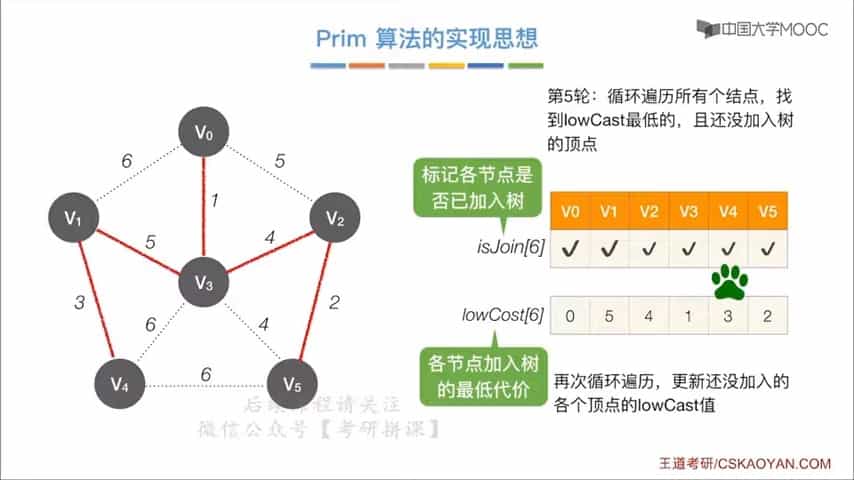 中国大学MOOC
Prim 算法的实现思想
第5轮：循环遍历所有个结点，找
到lowCast最低的，且还没加入树
的顶点
标记各节点是
否已加入树
V0 V1 V2 V3 V4 V5
isJoin[6] ✓ ✓ ✓ ✓ ✓ ✓
lowCost[6] 0 5 4 1 3 2
各节点加入树
的最低代价
再次循环遍历，更新还没加入的
各个顶点的lowCast值
V0
6 5
1
V1 V2
5 4
V3
3 2
6 4
6
V4 V5
后续课程请关注
微信公众号【考研拼课】
王道考研/CSKAOYAN.COM